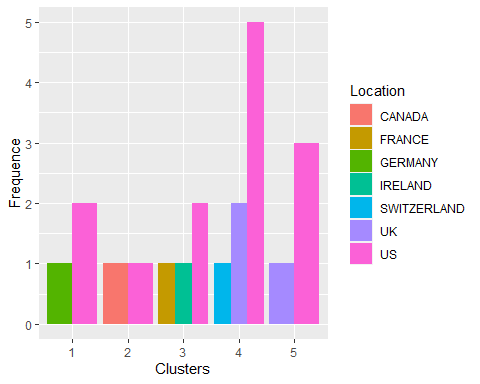 5
4
3
2
1
0
Frequence
1 2 3 4 5
Clusters
Location
CANADA
FRANCE
GERMANY
IRELAND
SWITZERLAND
UK
US